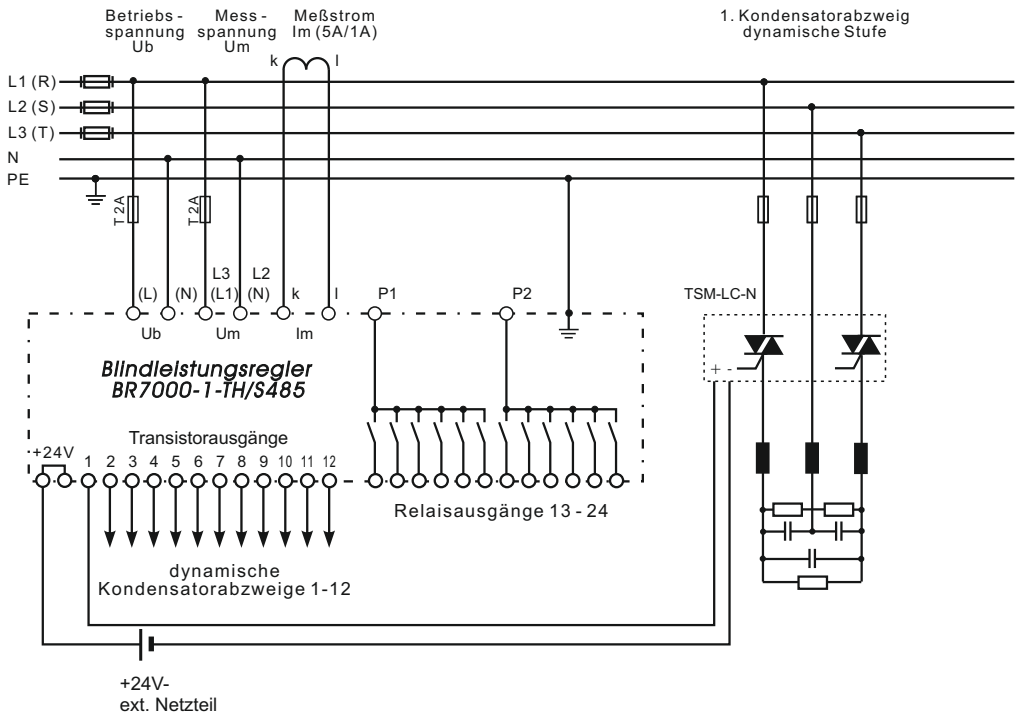 Betriebs-
spannung
Ub
Mess-
spannung
Um
Meßstrom
Im (5A/1A)
1. Kondensatorabzweig
dynamische Stufe
k l
L1 (R)
L2 (S)
L3 (T)
N
PE
T2A T2A
L3 L2
(L) (N) (L1) (N) k l P1 P2 TSM-LC-N
Ub Um Im
+ -
Blindleistungsregler
BR7000-1-TH/S485
Transistorausgänge
+24V 1 2 3 4 5 6 7 8 9 10 11 12
Relaisausgänge 13 - 24
dynamische
Kondensatorabzweige 1-12
+24V-
ext. Netzteil